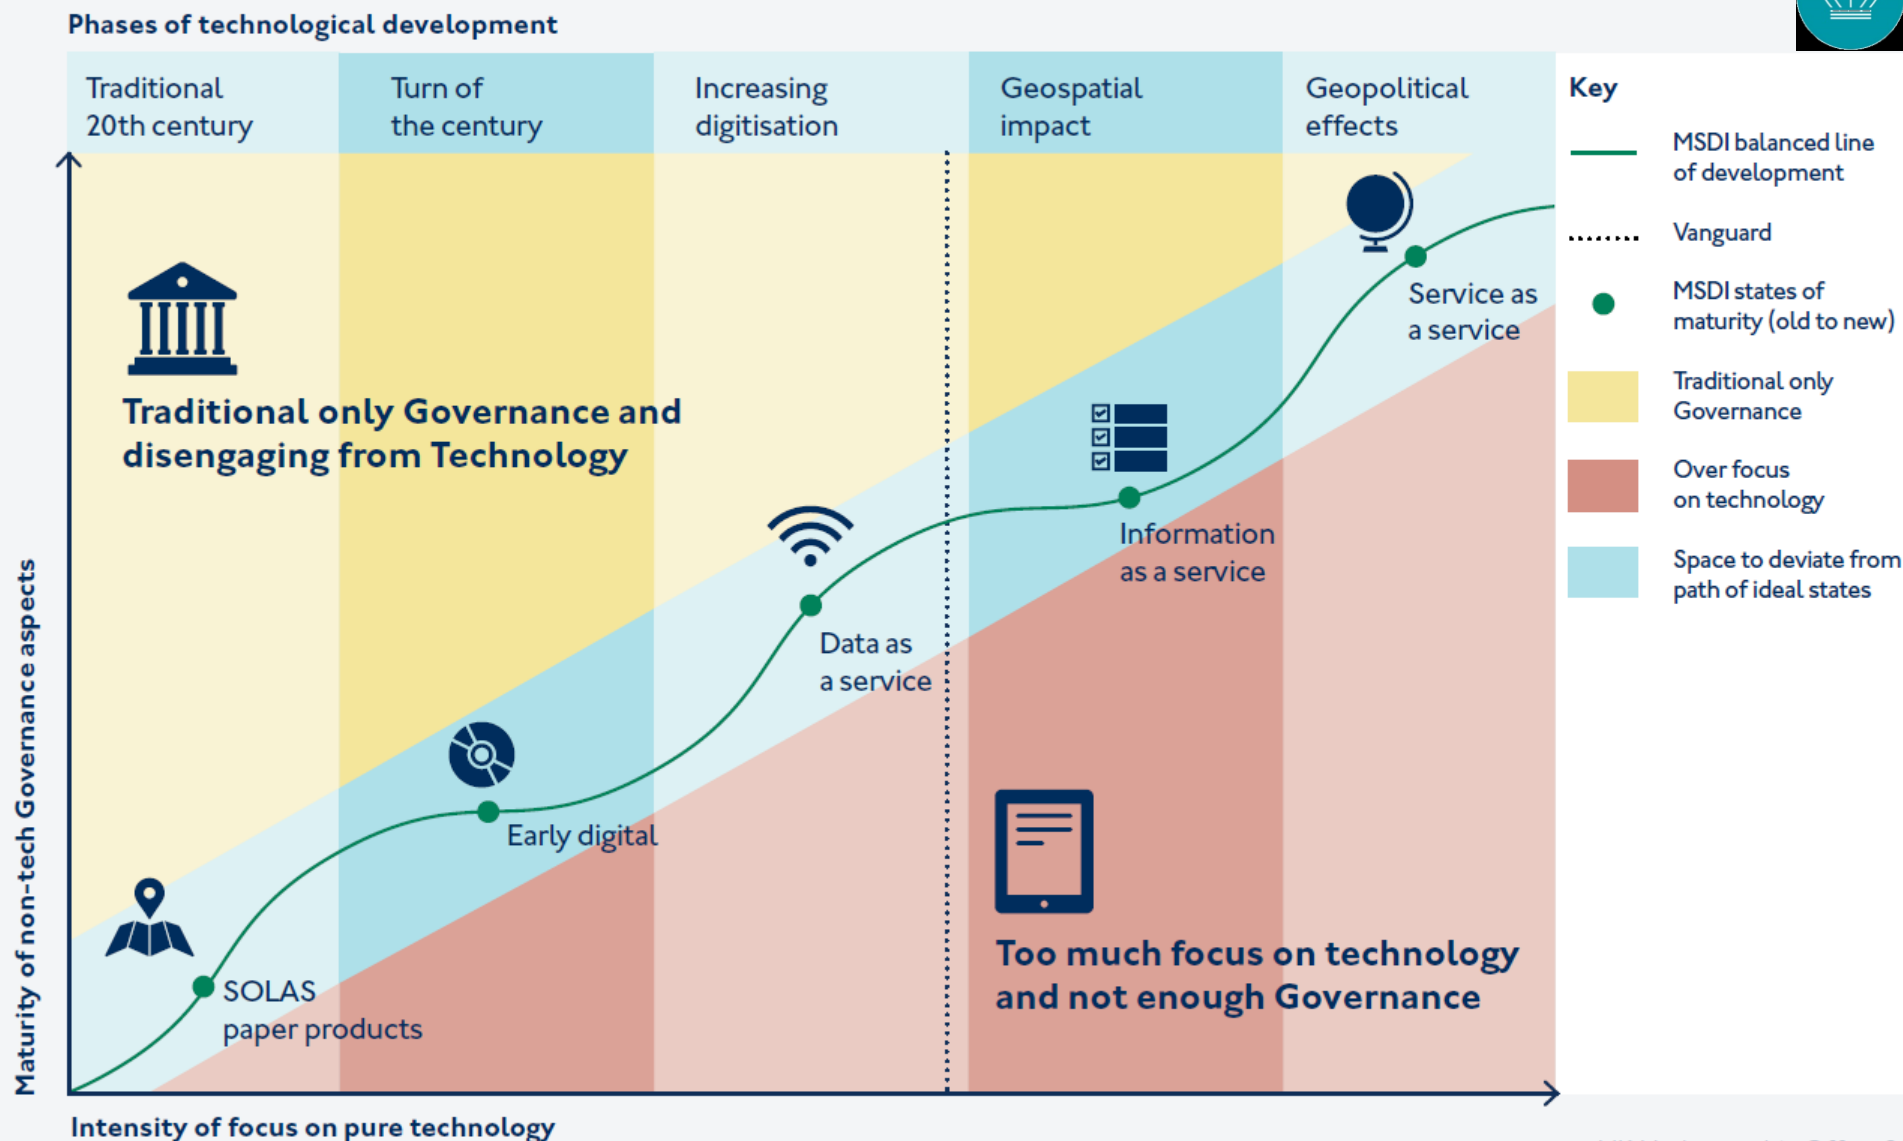 Phases of technological development
Traditional
20th century
Turn of
the century
Increasing
digitisation
Geospatial
impact
Geopolitical
effects
Key
MSDI balanced line
of development
Vanguard
MSDI states of
maturity (old to new)
Traditional only
Governance
Over focus
on technology
Space to deviate from
path of ideal states
Traditional only Governance and
disengaging from Technology
Service as
a service
Information
as a service
Data as
a service
Early digital
SOLAS
paper products
Too much focus on technology
and not enough Governance
Maturity of non-tech Governance aspects
Intensity of focus on pure technology